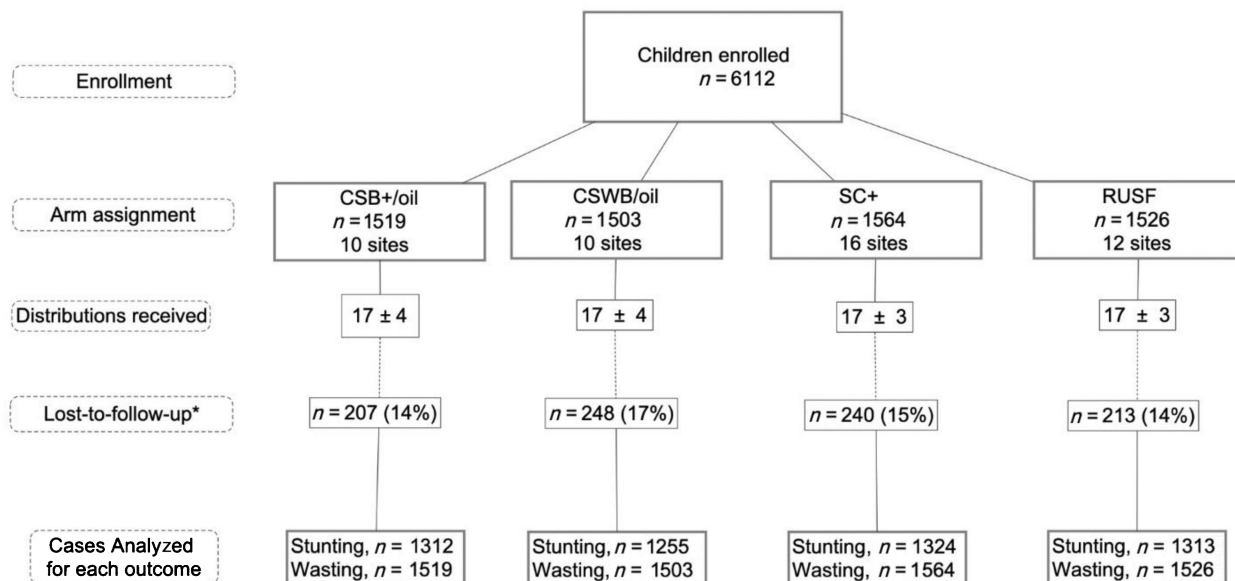 Enrollment
Children enrolled
n = 6112
Arm assignment
CSB+/oil
n = 1519
10 sites
CSWB/oil
n = 1503
10 sites
SC+
n = 1564
16 sites
RUSF
n = 1526
12 sites
Distributions received
17 ± 4
17 ± 4
17 ± 3
17 ± 3
Lost-to-follow-up*
n = 207 (14%)
n = 248 (17%)
n = 240 (15%)
n = 213 (14%)
Cases Analyzed
for each outcome
Stunting, n = 1312
Wasting, n = 1519
Stunting, n = 1255
Wasting, n = 1503
Stunting, n = 1324
Wasting, n = 1564
Stunting, n = 1313
Wasting, n = 1526